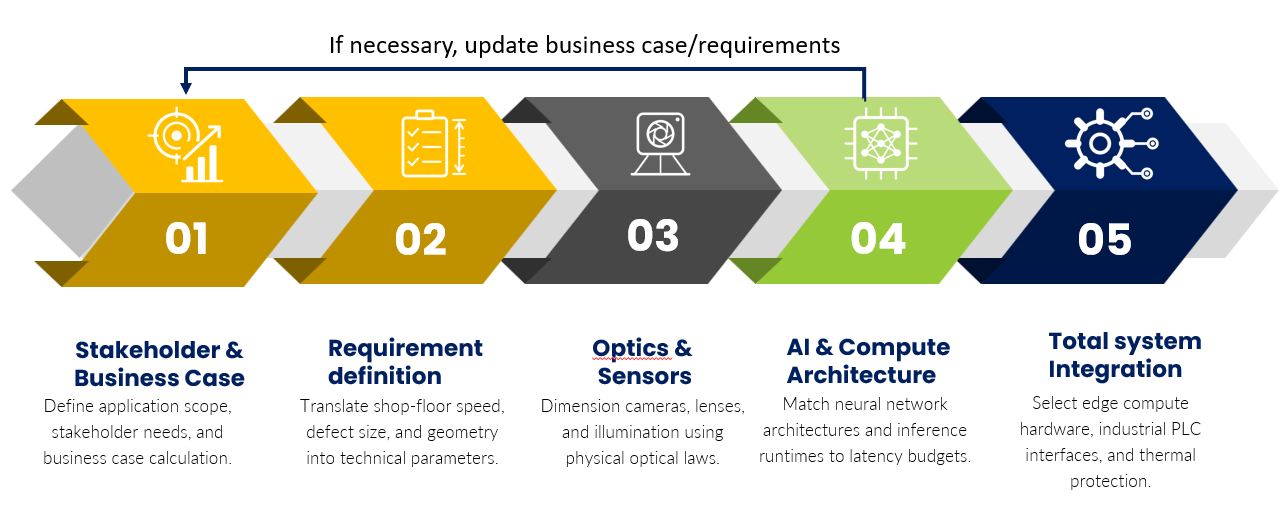 If necessary, update business case/requirements
01
02
03
04
05
Stakeholder &
Business Case
Define application scope,
stakeholder needs, and
business case calculation.
Requirement
definition
Translate shop-floor speed,
defect size, and geometry
into technical parameters.
Optics &
Sensors
Dimension cameras, lenses,
and illumination using
physical optical laws.
AI & Compute
Architecture
Match neural network
architectures and inference
runtimes to latency budgets.
Total system
Integration
Select edge compute
hardware, industrial PLC
interfaces, and thermal
protection.